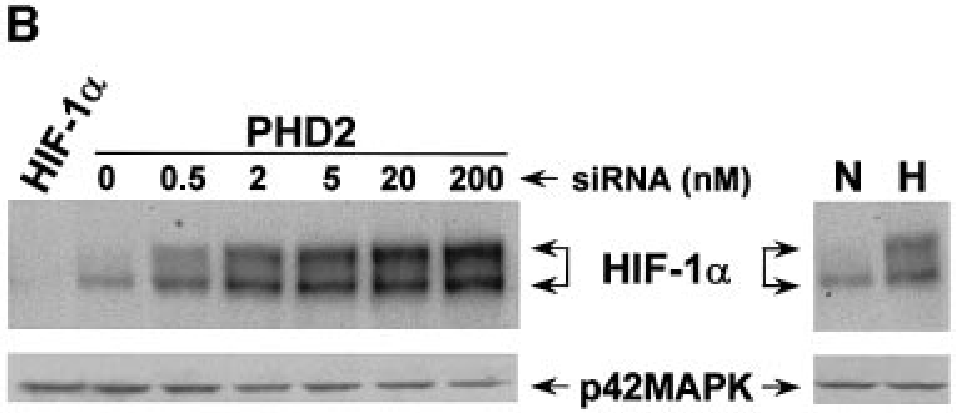 B
HIF-1α
PHD2
0 0.5 2 5 20 200 ← siRNA (nM)
N H
HIF-1α
p42MAPK